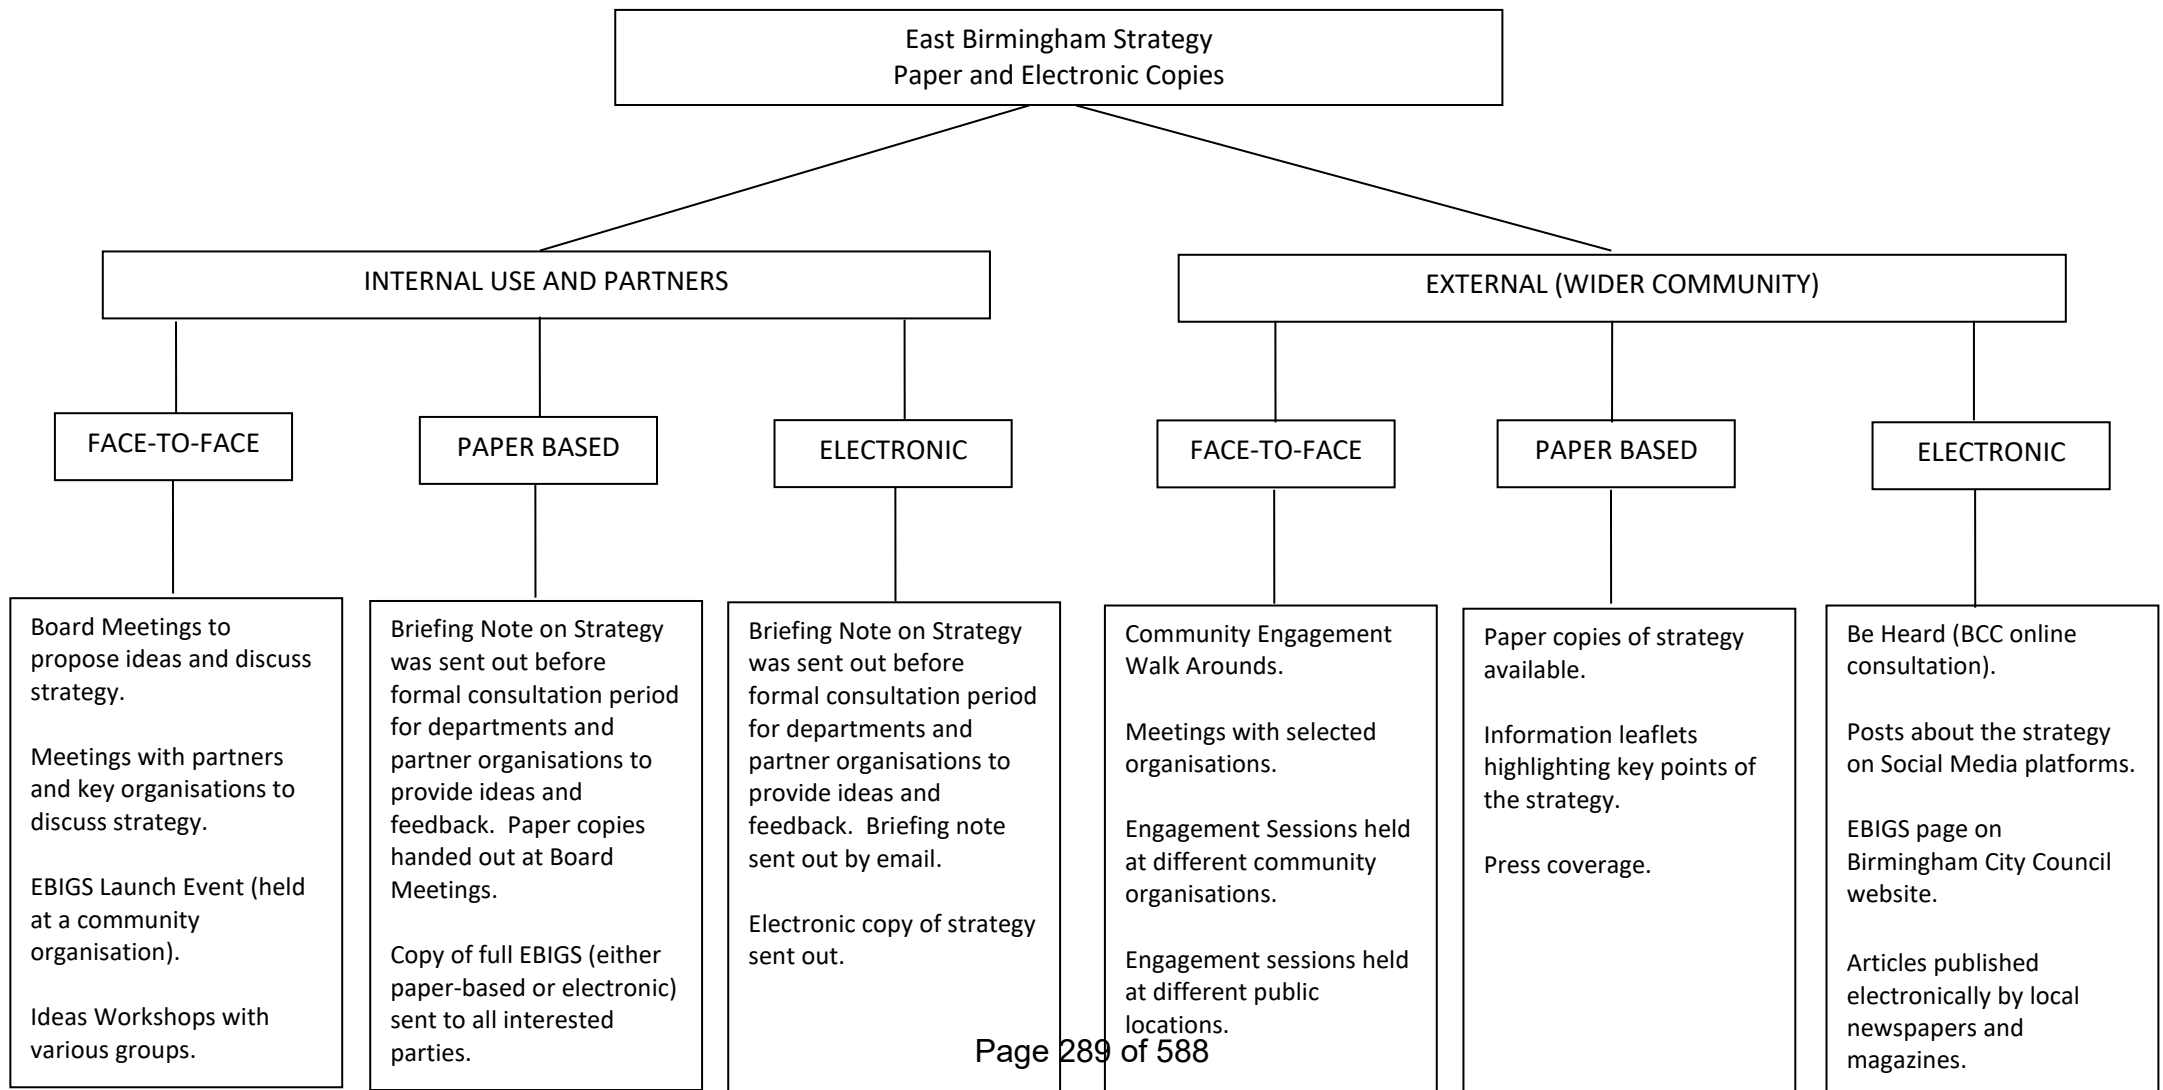 East Birmingham Strategy
Paper and Electronic Copies
INTERNAL USE AND PARTNERS
EXTERNAL (WIDER COMMUNITY)
FACE-TO-FACE
PAPER BASED
ELECTRONIC
FACE-TO-FACE
PAPER BASED
ELECTRONIC
Board Meetings to
propose ideas and discuss
strategy.
Meetings with partners
and key organisations to
discuss strategy.
EBIGS Launch Event (held
at a community
organisation).
Ideas Workshops with
various groups.
Briefing Note on Strategy
was sent out before
formal consultation period
for departments and
partner organisations to
provide ideas and
feedback.  Paper copies
handed out at Board
Meetings.
Copy of full EBIGS (either
paper-based or electronic)
sent to all interested
parties.
Briefing Note on Strategy
was sent out before
formal consultation period
for departments and
partner organisations to
provide ideas and
feedback.  Briefing note
sent out by email.
Electronic copy of strategy
sent out.
Community Engagement
Walk Arounds.
Meetings with selected
organisations.
Engagement Sessions held
at different community
organisations.
Engagement sessions held
at different public
locations.
Paper copies of strategy
available.
Information leaflets
highlighting key points of
the strategy.
Press coverage.
Be Heard (BCC online
consultation).
Posts about the strategy
on Social Media platforms.
EBIGS page on
Birmingham City Council
website.
Articles published
electronically by local
newspapers and
magazines.
Page 289 of 588